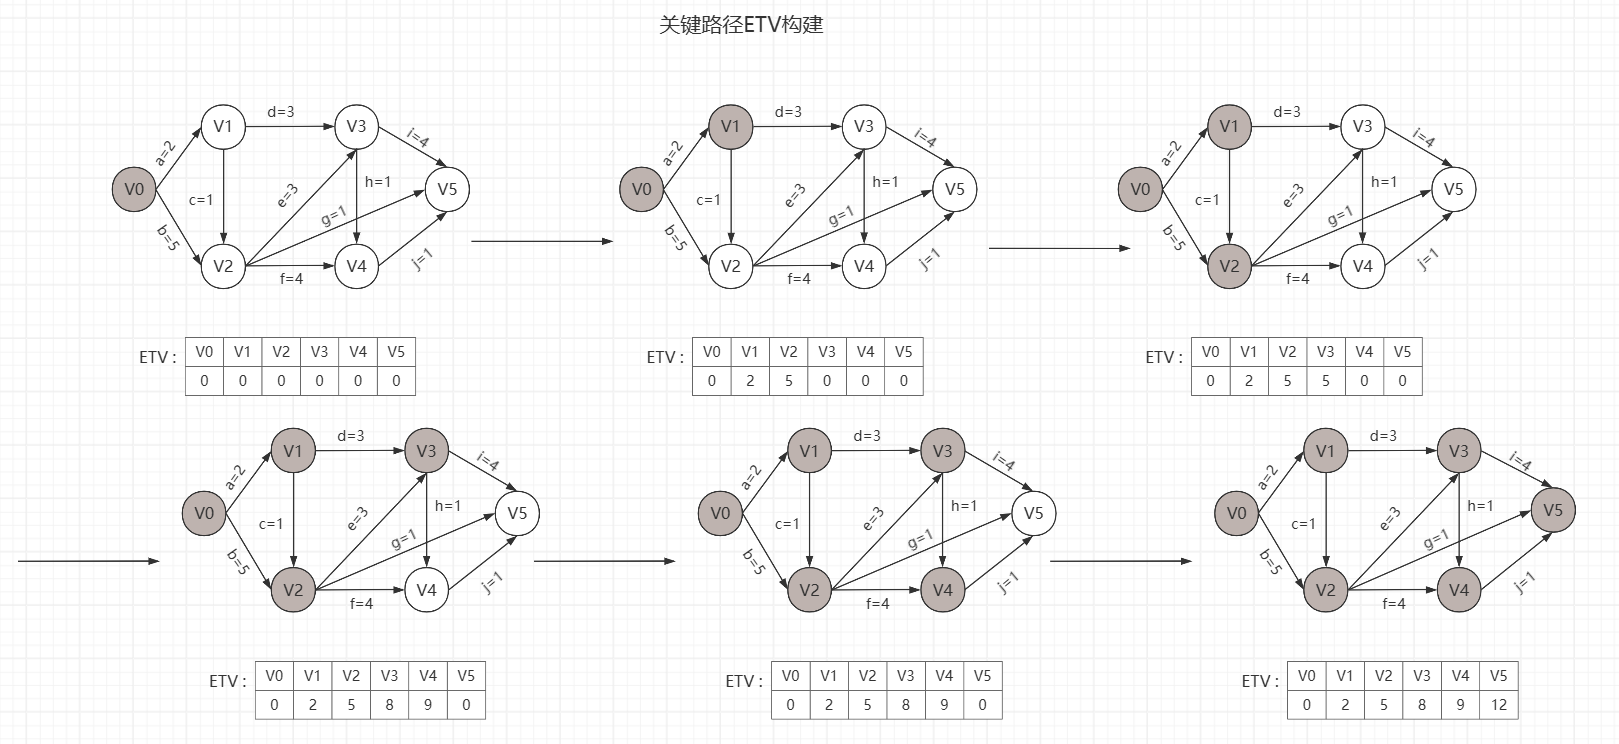 关键路径ETV构建
V0 V1 V2 V3 V4 V5 a=2 b=5 c=1 d=3 e=3 f=4 g=1 h=1 i=4 j=1
ETV : V0 V1 V2 V3 V4 V5
0 0 0 0 0 0
V0 V1 V2 V3 V4 V5 a=2 b=5 c=1 d=3 e=3 f=4 g=1 h=1 i=4 j=1
ETV : V0 V1 V2 V3 V4 V5
0 2 5 0 0 0
V0 V1 V2 V3 V4 V5 a=2 b=5 c=1 d=3 e=3 f=4 g=1 h=1 i=4 j=1
ETV : V0 V1 V2 V3 V4 V5
0 2 5 5 0 0
V0 V1 V2 V3 V4 V5 a=2 b=5 c=1 d=3 e=3 f=4 g=1 h=1 i=4 j=1
ETV : V0 V1 V2 V3 V4 V5
0 2 5 8 9 0
V0 V1 V2 V3 V4 V5 a=2 b=5 c=1 d=3 e=3 f=4 g=1 h=1 i=4 j=1
ETV : V0 V1 V2 V3 V4 V5
0 2 5 8 9 0
V0 V1 V2 V3 V4 V5 a=2 b=5 c=1 d=3 e=3 f=4 g=1 h=1 i=4 j=1
ETV : V0 V1 V2 V3 V4 V5
0 2 5 8 9 12